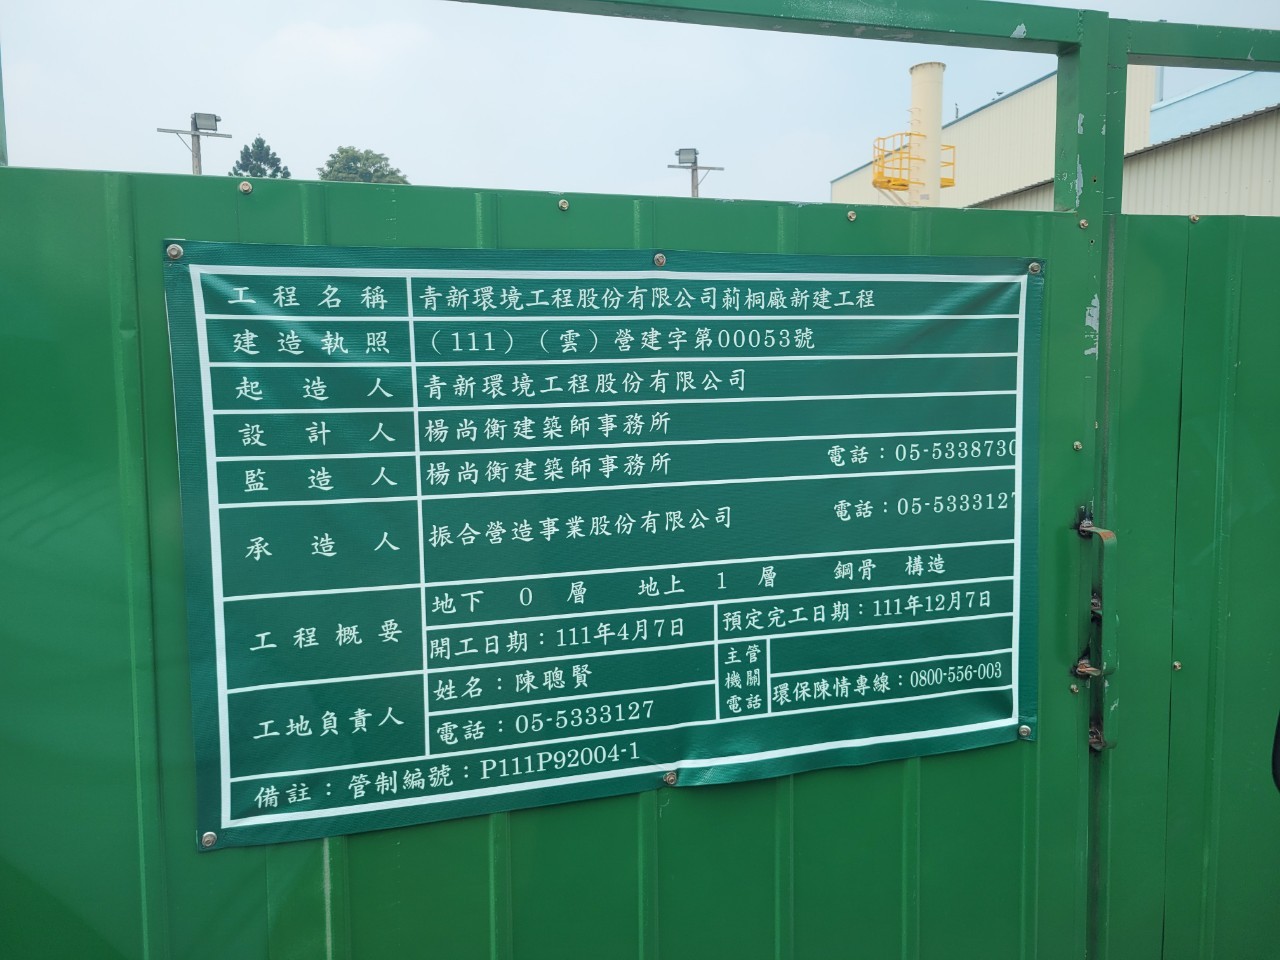 工程名稱 青新環境工程股份有限公司莿桐廠新建工程
建造執照 （111）（雲）營建字第00053號
起造人 青新環境工程股份有限公司
設計人 楊尚衡建築師事務所
監造人 楊尚衡建築師事務所 電話：05-5338730
承造人 振合營造事業股份有限公司 電話：05-5333127
工程概要 地下 0 層 地上 1 層 鋼骨 構造
開工日期：111年4月7日 預定完工日期：111年12月7日
工地負責人 姓名：陳聰賢
電話：05-5333127
主管機關電話 環保陳情專線：0800-556-003
備註：管制編號：P111P92004-1